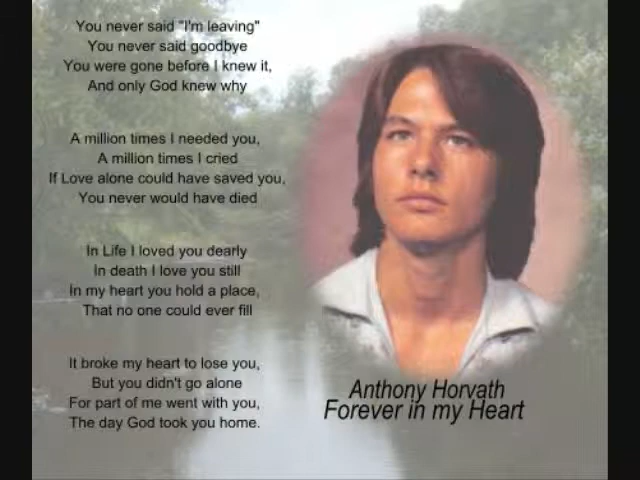 You never said "I'm leaving"
You never said goodbye
You were gone before I knew it,
And only God knew why
A million times I needed you,
A million times I cried
If Love alone could have saved you,
You never would have died
In Life I loved you dearly
In death I love you still
In my heart you hold a place,
That no one could ever fill
It broke my heart to lose you,
But you didn't go alone
For part of me went with you,
The day God took you home.
Anthony Horvath
Forever in my Heart